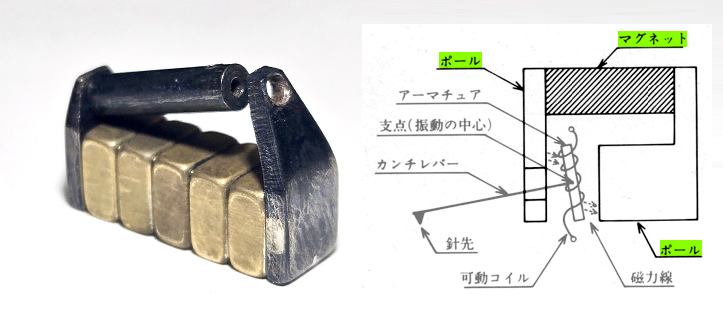 マグネット
ポール
アーマチュア
支点(振動の中心)
カンチレバー
針先
可動コイル
磁力線
ポール